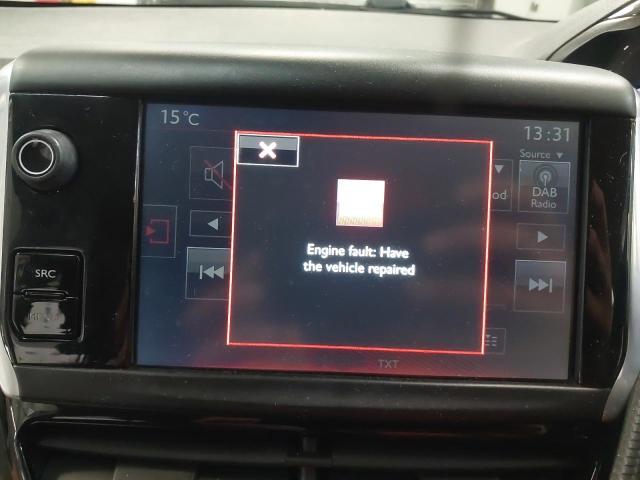 15°C
13:31
Source ▼
od
DAB
Radio
Engine fault: Have
the vehicle repaired
SRC
TXT